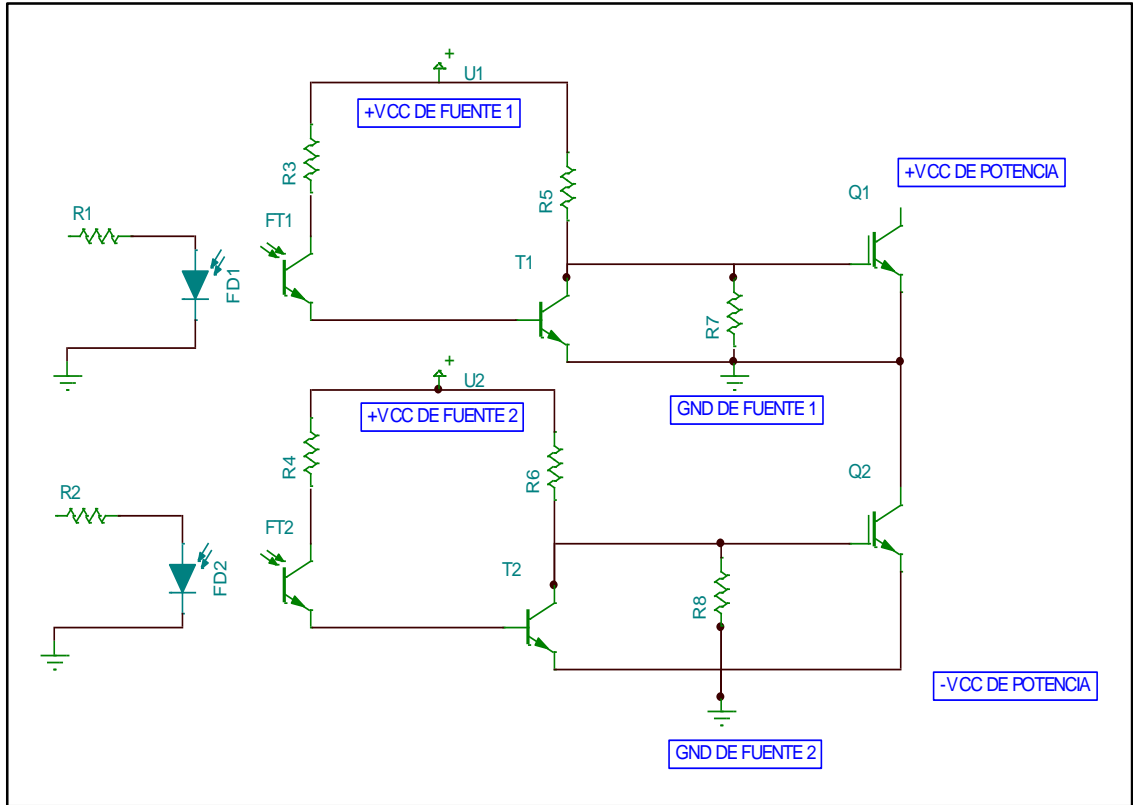 +
U1
+VCC DE FUENTE 1
R3
R5
+VCC DE POTENCIA
Q1
R1
FT1
T1
FD1
R7
+
U2
GND DE FUENTE 1
+VCC DE FUENTE 2
R4
R6
Q2
R2
FT2
T2
FD2
R8
-VCC DE POTENCIA
GND DE FUENTE 2